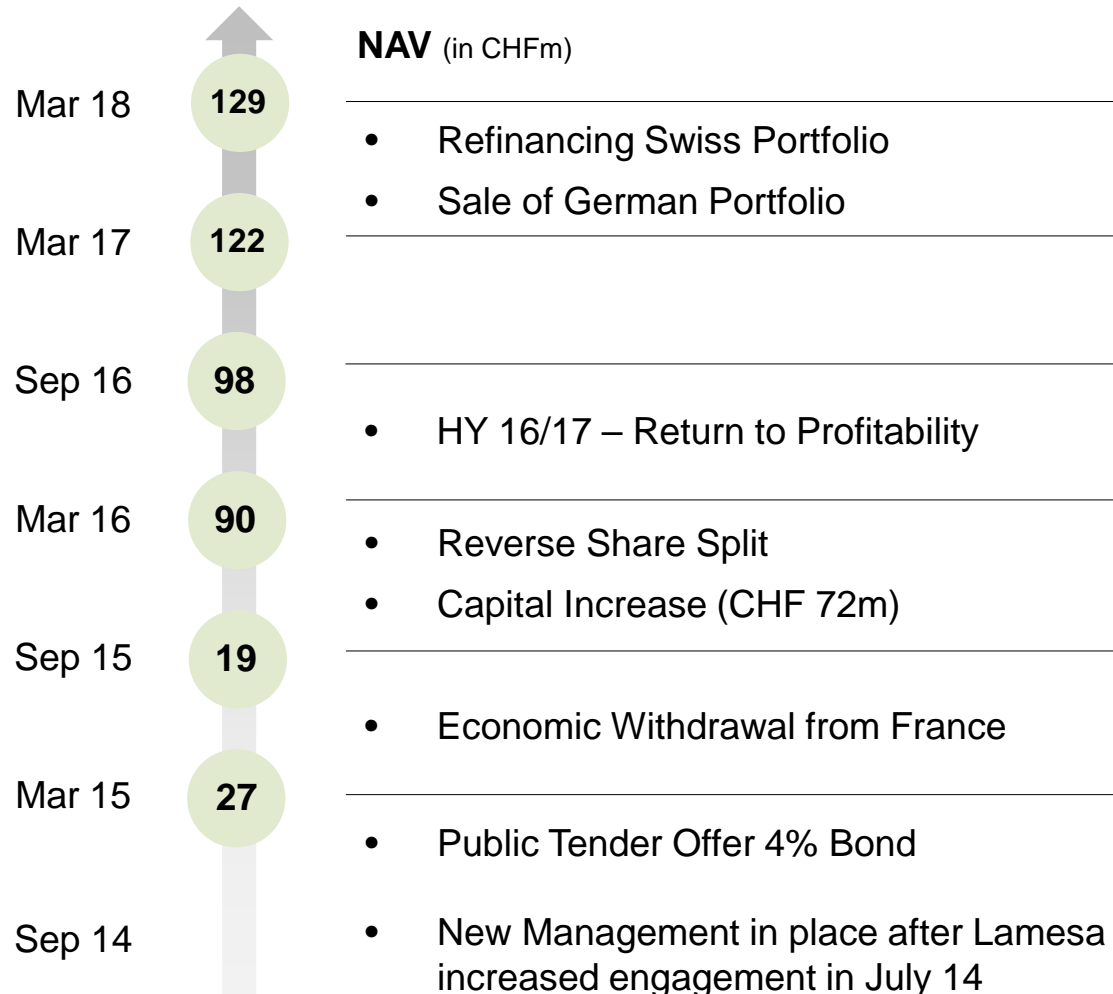 NAV (in CHFm)
Mar 18 129
• Refinancing Swiss Portfolio
• Sale of German Portfolio
Mar 17 122
Sep 16 98
• HY 16/17 – Return to Profitability
Mar 16 90
• Reverse Share Split
• Capital Increase (CHF 72m)
Sep 15 19
• Economic Withdrawal from France
Mar 15 27
• Public Tender Offer 4% Bond
Sep 14
• New Management in place after Lamesa
increased engagement in July 14